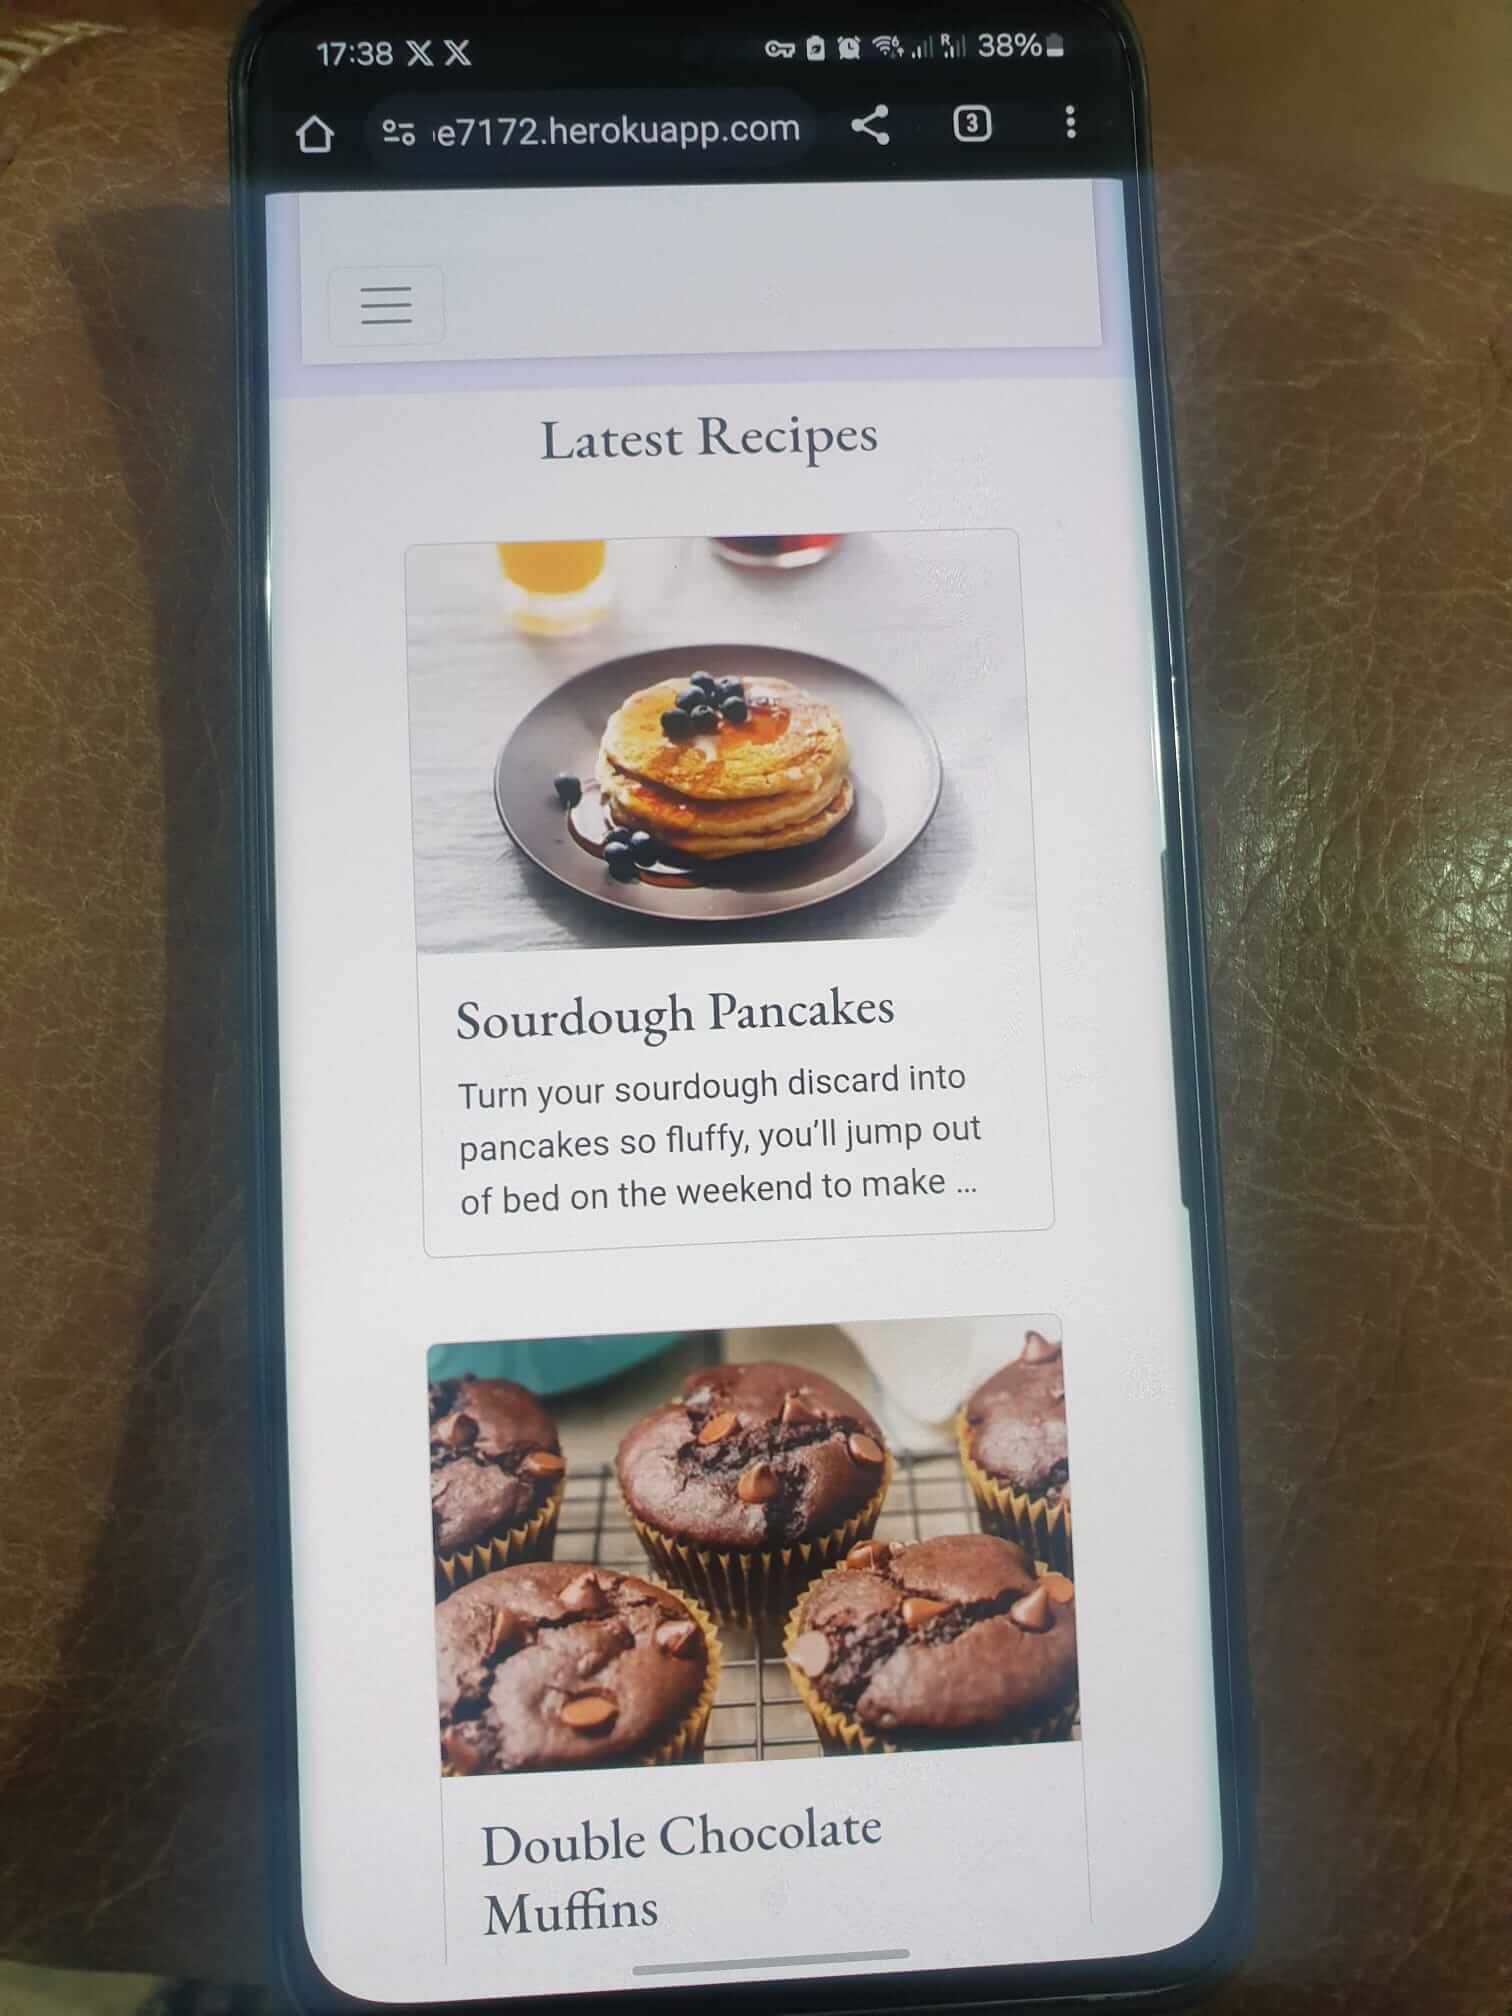 17:38 X X R 38%
e7172.herokuapp.com 3
Latest Recipes
Sourdough Pancakes
Turn your sourdough discard into
pancakes so fluffy, you’ll jump out
of bed on the weekend to make ...
Double Chocolate
Muffins